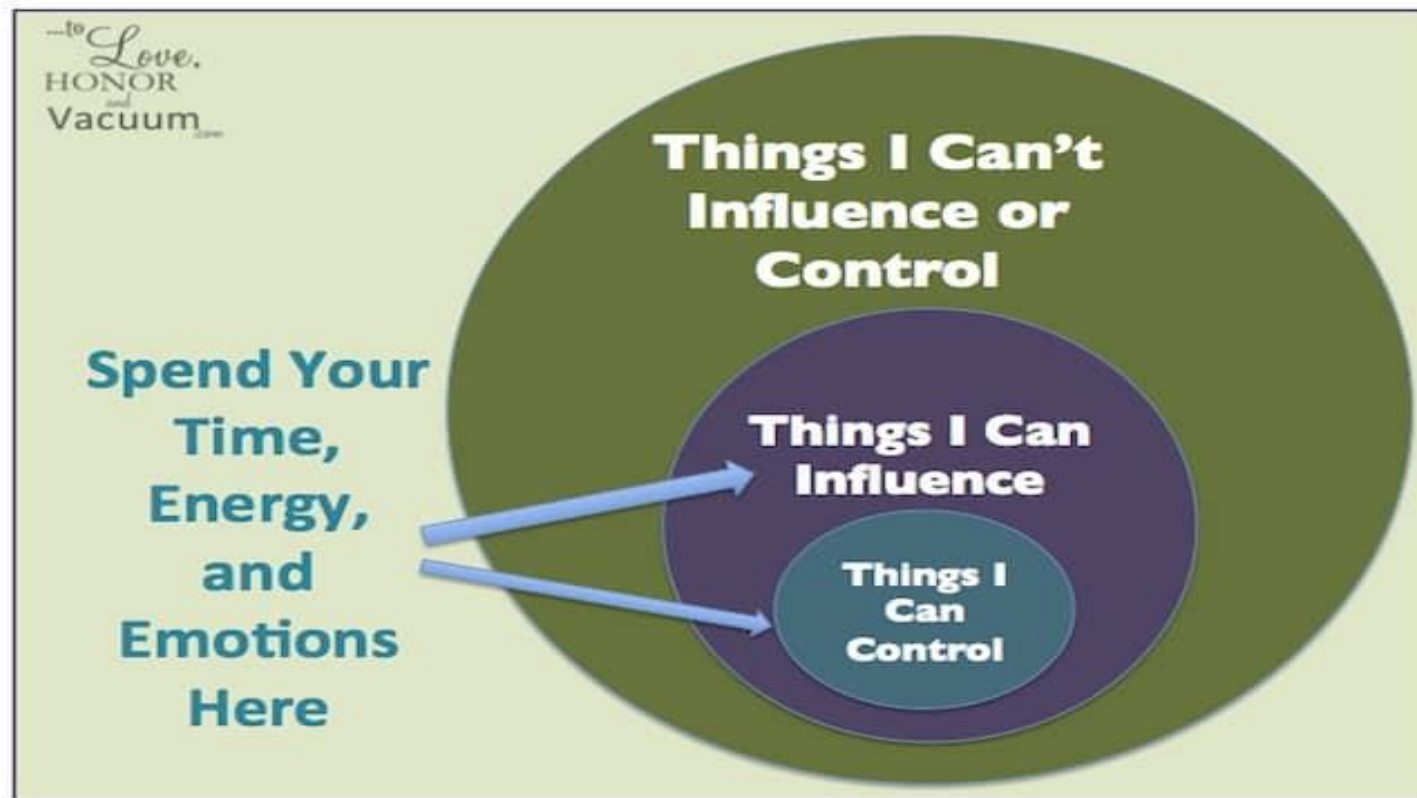 ...to
Love,
HONOR
and
Vacuum
.com
Things I Can't
Influence or
Control
Spend Your
Time,
Energy,
and
Emotions
Here
Things I Can
Influence
Things I
Can
Control